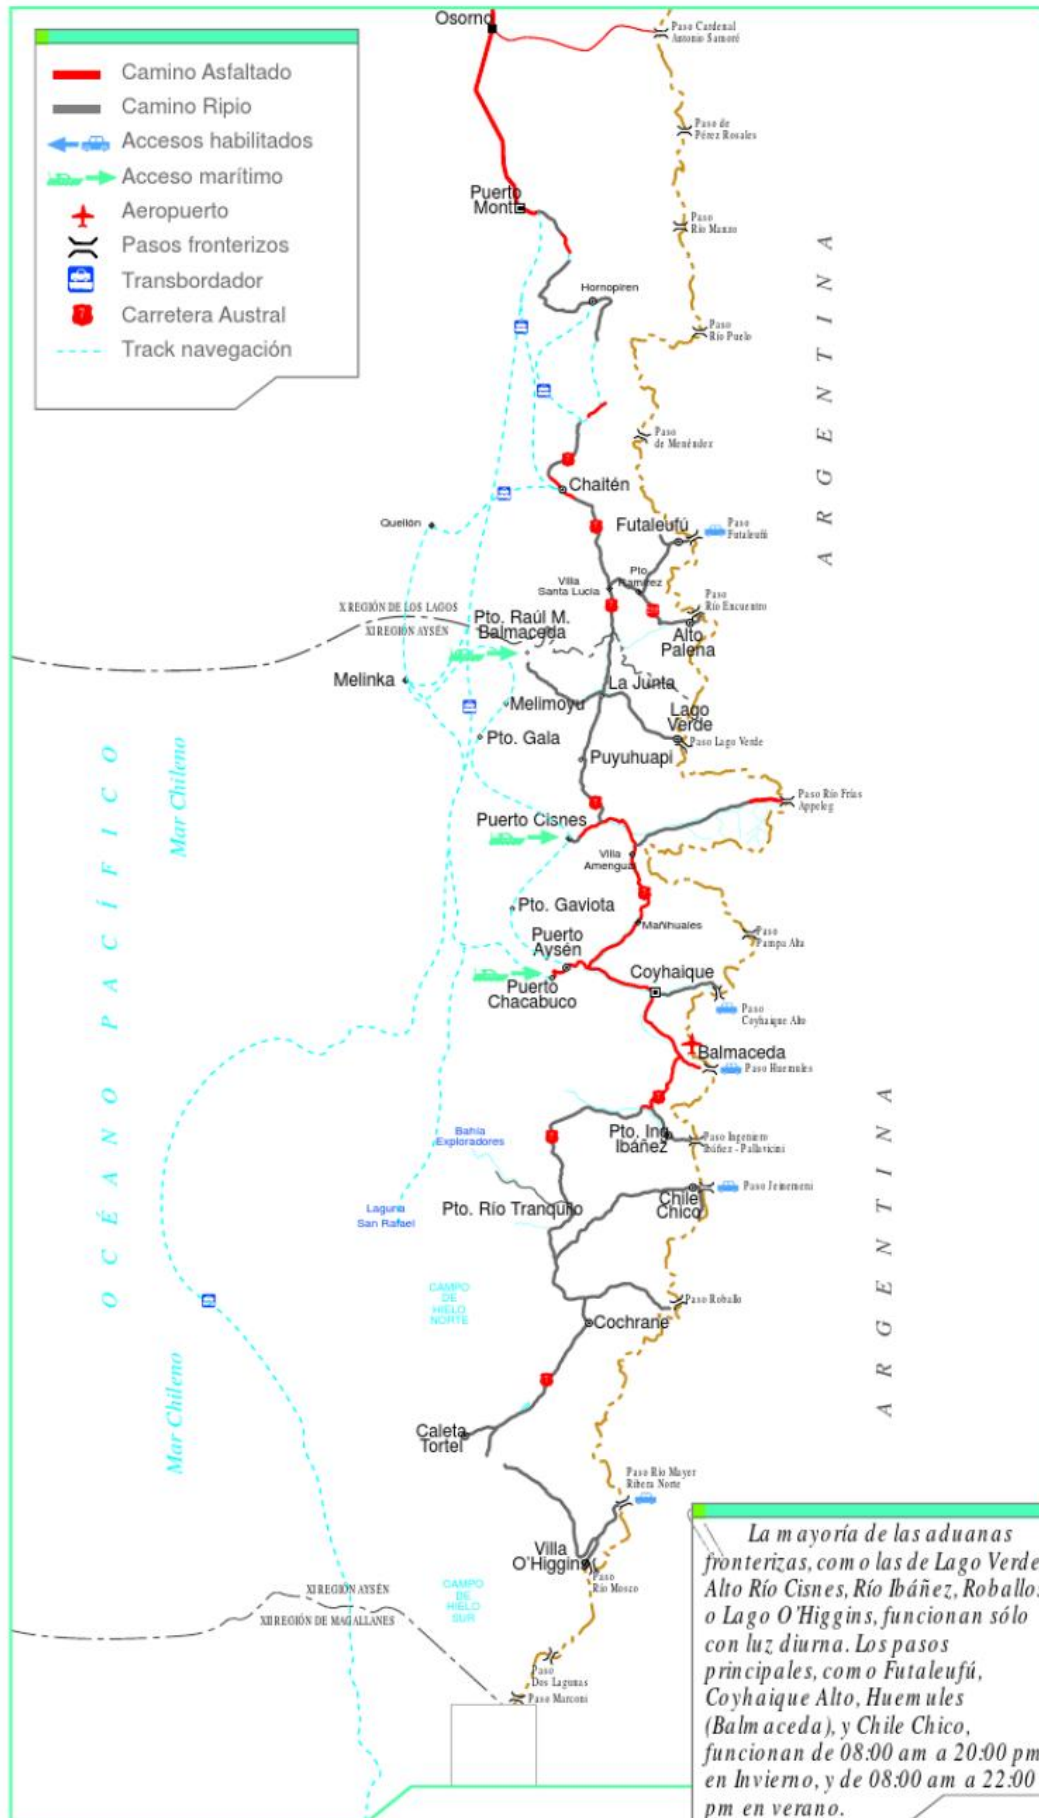 Osorno
Paso Cardenal
Antonio Samoré
Camino Asfaltado
Camino Ripio
Accesos habilitados
Acceso marítimo
Aeropuerto
Pasos fronterizos
Transbordador
7
Carretera Austral
Track navegación
Paso de
Pérez Rosales
Puerto
Montt
Paso
Río Manzo
ARGENTINA
Hornopiren
Paso
Río Puelo
Paso
de Menéndez
Chaitén
Quellón
Futaleufú
Paso
Futaleufú
Villa
Santa Lucia
Pto
Ramirez
Paso
Río Encuentro
X REGIÓN DE LOS LAGOS
XI REGIÓN AYSÉN
Pto. Raúl M.
Balmaceda
Alto
Palena
Melinka
La Junta
Melimoyu
Lago
Verde
Pto. Gala
Paso Lago Verde
Puyuhuapi
OCÉANO PACÍFICO
Mar Chileno
Paso Río Frías
Appeleg
Puerto Cisnes
Villa
Amengual
Pto. Gaviota
Mañihuales
Paso
Pampa Alta
Puerto
Aysén
Coyhaique
Puerto
Chacabuco
Paso
Coyhaique Alto
Balmaceda
Paso Huemules
Bahía
Exploradores
Pto. Ing
Ibáñez
Paso Ingeniero
Ibáñez - Pallavicini
ARGENTINA
Paso Jeinemeni
Chile
Chico
Laguna
San Rafael
Pto. Río Tranquilo
CAMPO
DE
HIELO
NORTE
Paso Roballo
Cochrane
Mar Chileno
Caleta
Tortel
Paso Río Mayer
Ribera Norte
Villa
O'Higgins
Paso
Río Mosco
XI REGIÓN AYSÉN
XII REGIÓN DE MAGALLANES
CAMPO
DE
HIELO
SUR
Paso
Dos Lagunas
Paso Marconi
La mayoría de las aduanas
fronterizas, como las de Lago Verde
Alto Río Cisnes, Río Ibáñez, Roballos
o Lago O'Higgins, funcionan sólo
con luz diurna. Los pasos
principales, como Futaleufú,
Coyhaique Alto, Huemules
(Balmaceda), y Chile Chico,
funcionan de 08:00 am a 20:00 pm
en Invierno, y de 08:00 am a 22:00
pm en verano.